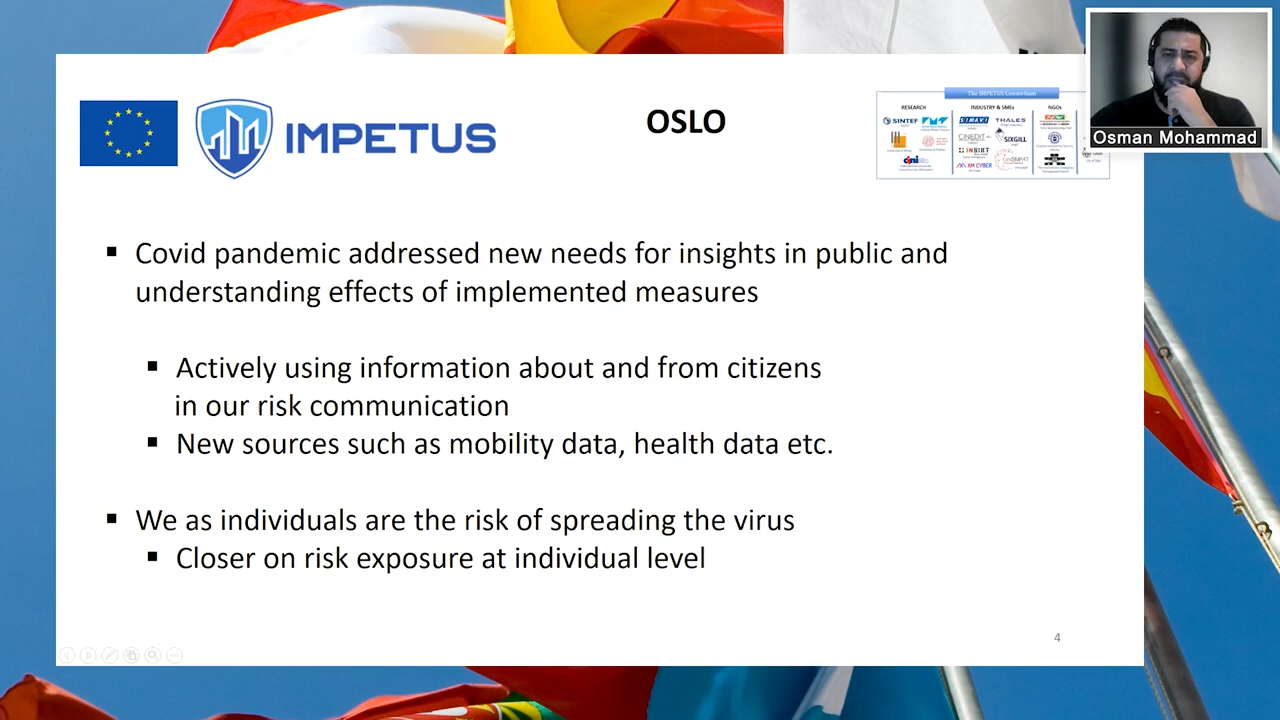 IMPETUS
OSLO
The IMPETUS Consortium
RESEARCH
INDUSTRY & SMEs
NGOs
SINTEF
SIMAVI
THALES
CINEDIT
SIXGILL
INSIKT
cini
XM CYBER
Osman Mohammad
▪ Covid pandemic addressed new needs for insights in public and
understanding effects of implemented measures
▪ Actively using information about and from citizens
in our risk communication
▪ New sources such as mobility data, health data etc.
▪ We as individuals are the risk of spreading the virus
▪ Closer on risk exposure at individual level
4